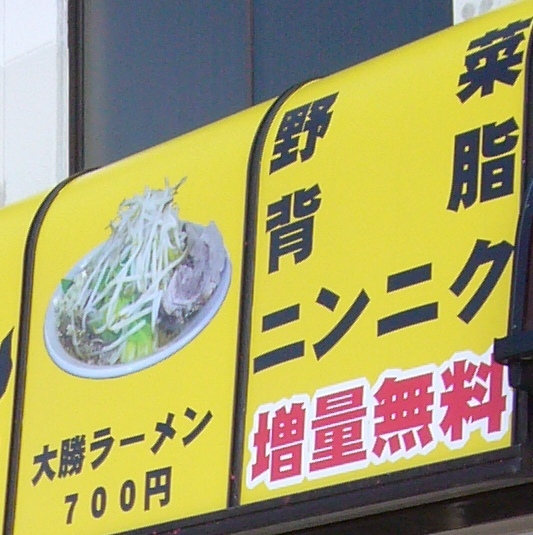 大勝ラーメン
700円
野菜
背脂
ニンニク
増量無料